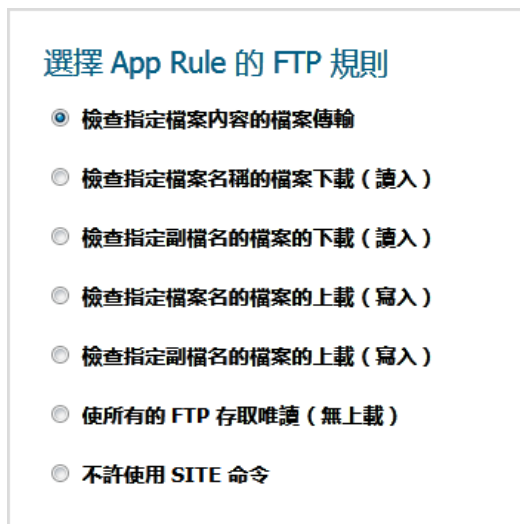 選擇 App Rule 的 FTP 規則
檢查指定檔案內容的檔案傳輸
檢查指定檔案名稱的檔案下載（讀入）
檢查指定副檔名的檔案的下載（讀入）
檢查指定檔案名的檔案的上載（寫入）
檢查指定副檔名的檔案的上載（寫入）
使所有的 FTP 存取唯讀（無上載）
不許使用 SITE 命令